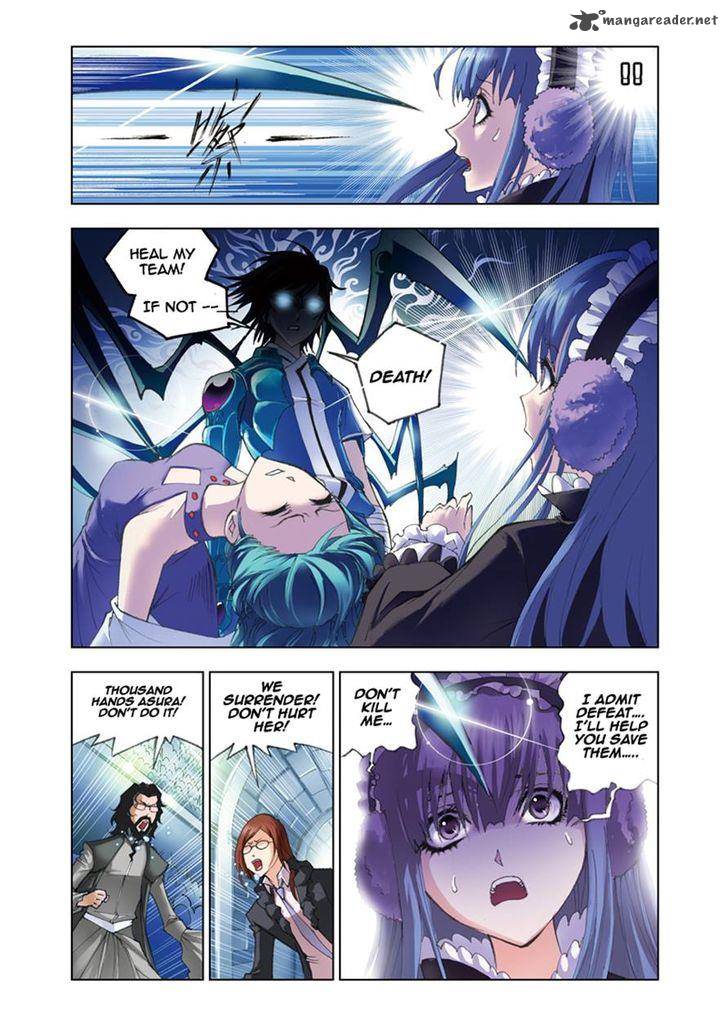 mangareader.net
!!
HEAL MY
TEAM!
IF NOT --
DEATH!
THOUSAND
HANDS ASURA!
DON'T DO IT!
WE
SURRENDER!
DON'T HURT
HER!
DON'T
KILL
ME...
I ADMIT
DEFEAT....
I'LL HELP
YOU SAVE
THEM.....